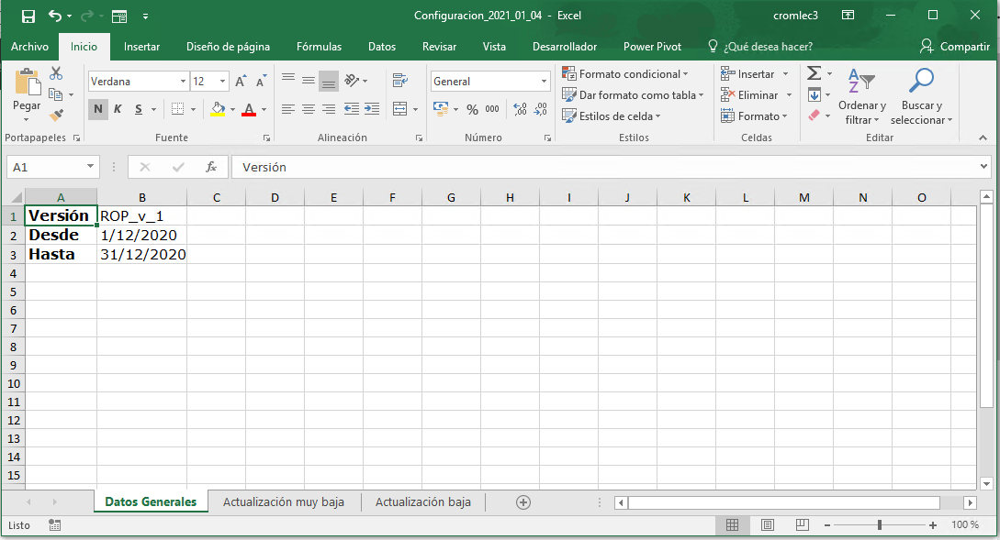 Configuracion_2021_01_04 - Excel
cromlec3
Archivo Inicio Insertar Diseño de página Fórmulas Datos Revisar Vista Desarrollador Power Pivot ¿Qué desea hacer? Compartir
Pegar
Portapapeles
Verdana 12
N K S
Fuente
Alineación
General
% 000
Número
Formato condicional
Dar formato como tabla
Estilos de celda
Estilos
Insertar
Eliminar
Formato
Celdas
Ordenar y
filtrar
Buscar y
seleccionar
Editar
A1 fx Versión
A B C D E F G H I J K L M N O
1 Versión ROP_v_1
2 Desde 1/12/2020
3 Hasta 31/12/2020
4
5
6
7
8
9
10
11
12
13
14
15
Datos Generales Actualización muy baja Actualización baja
Listo 100 %